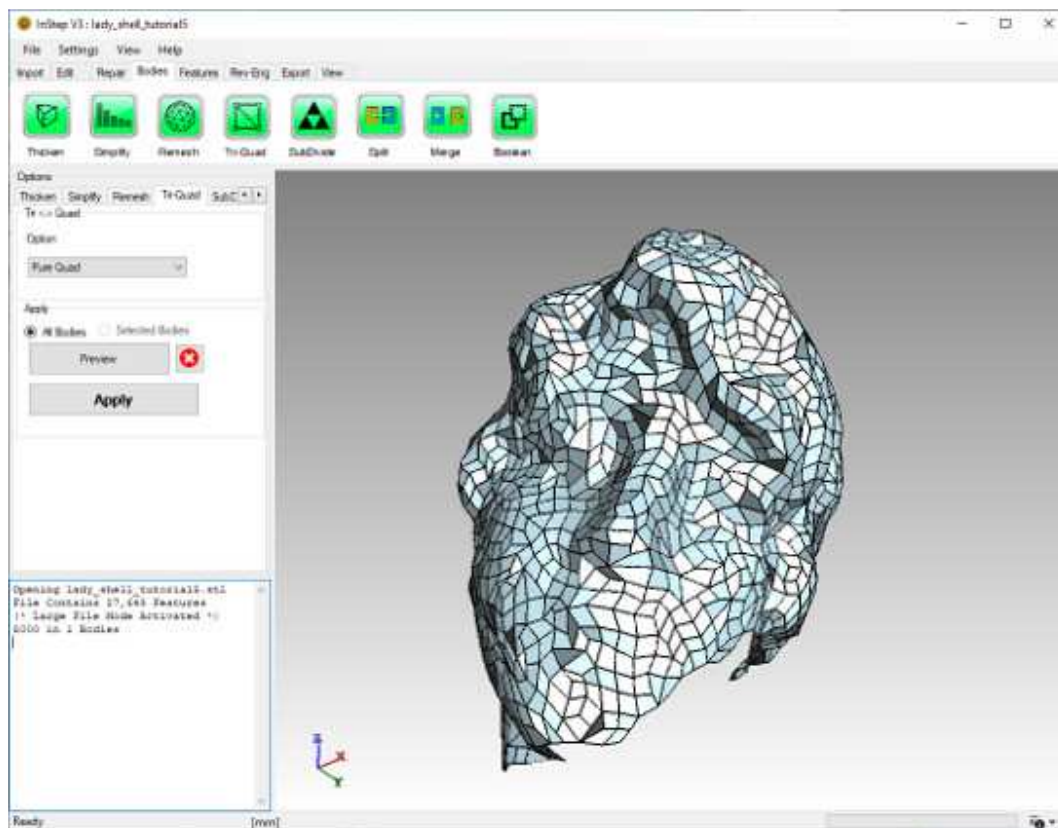 InStep V3 : lady_shell_tutorial5
File Settings View Help
Import Edit Repair Bodies Features Rev-Eng Export View
Thicken Simplify Remesh Tri-Quad SubDivide Split Merge Boolean
Options
Thicken Simplify Remesh Tri-Quad SubD
Tri <-> Quad
Option
Pure Quad
Apply
All Bodies Selected Bodies
Preview
Apply
Opening lady_shell_tutorial5.stl
File Contains Features
(* Large File Mode Activated *)
in 1 Bodies
Z
X
Y
Ready [mm]